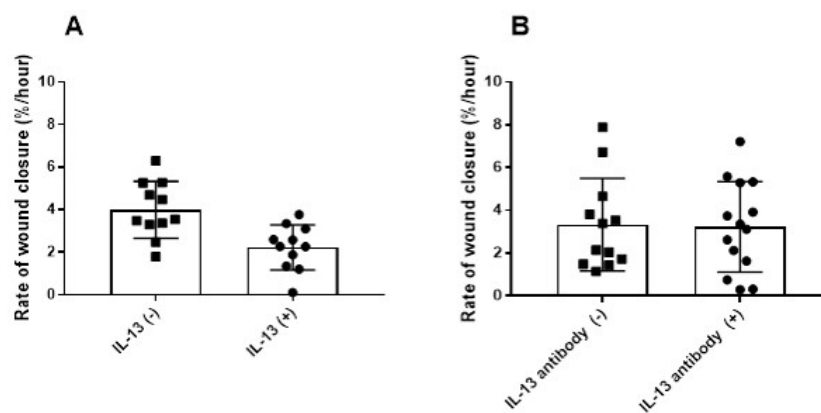 A
Rate of wound closure (%/hour)
10
8
6
4
2
0
IL-13 (-)
IL-13 (+)
B
Rate of wound closure (%/hour)
10
8
6
4
2
0
IL-13 antibody (-)
IL-13 antibody (+)